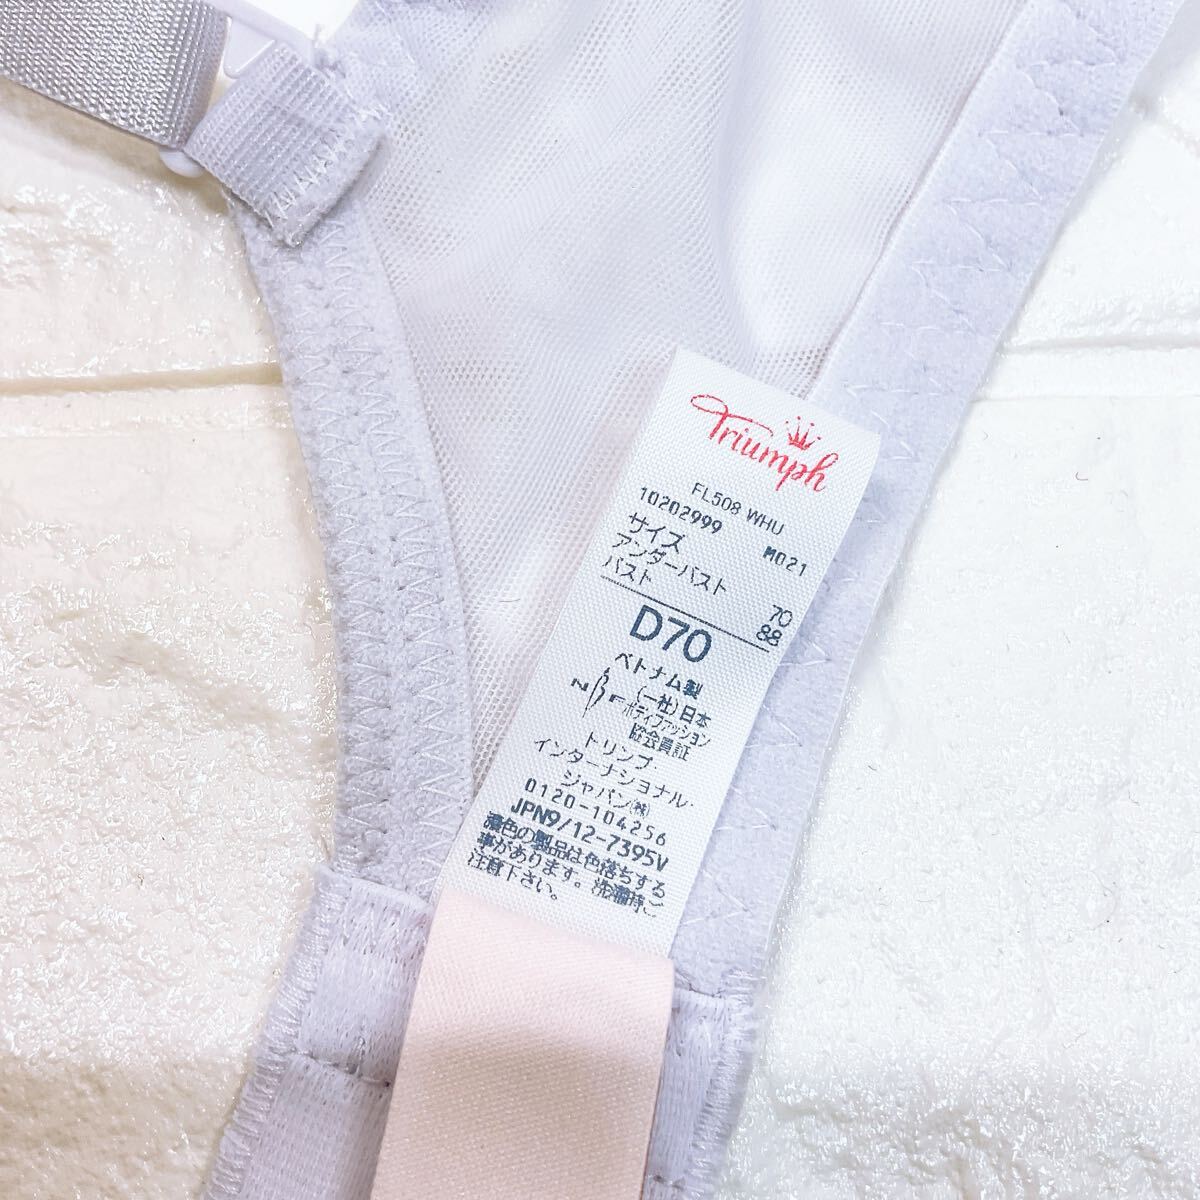 Triumph
FL508 WHU
10202999 M021
サイズ
アンダーバスト 70
バスト 88
D70
ベトナム製
NBF
(一社)日本
ボディファッション
協会員証
トリンプ・
インターナショナル・
ジャパン㈱
0120-104256
JPN9/12-7395V
濃色の製品は色落ちする
事があります。洗濯時ご
注意下さい。